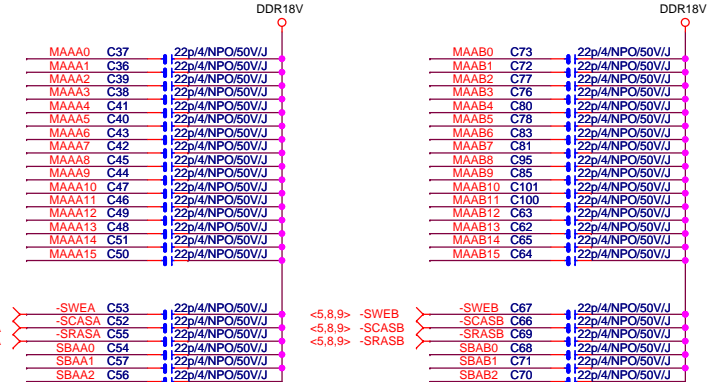 DDR18V
MAAA0 C37 22p/4/NPO/50V/J
MAAA1 C36 22p/4/NPO/50V/J
MAAA2 C39 22p/4/NPO/50V/J
MAAA3 C38 22p/4/NPO/50V/J
MAAA4 C41 22p/4/NPO/50V/J
MAAA5 C40 22p/4/NPO/50V/J
MAAA6 C43 22p/4/NPO/50V/J
MAAA7 C42 22p/4/NPO/50V/J
MAAA8 C45 22p/4/NPO/50V/J
MAAA9 C44 22p/4/NPO/50V/J
MAAA10 C47 22p/4/NPO/50V/J
MAAA11 C46 22p/4/NPO/50V/J
MAAA12 C49 22p/4/NPO/50V/J
MAAA13 C48 22p/4/NPO/50V/J
MAAA14 C51 22p/4/NPO/50V/J
MAAA15 C50 22p/4/NPO/50V/J
-SWEA C53 22p/4/NPO/50V/J
-SCASA C52 22p/4/NPO/50V/J
-SRASA C55 22p/4/NPO/50V/J
SBAA0 C54 22p/4/NPO/50V/J
SBAA1 C57 22p/4/NPO/50V/J
SBAA2 C56 22p/4/NPO/50V/J
DDR18V
MAAB0 C73 22p/4/NPO/50V/J
MAAB1 C72 22p/4/NPO/50V/J
MAAB2 C77 22p/4/NPO/50V/J
MAAB3 C76 22p/4/NPO/50V/J
MAAB4 C80 22p/4/NPO/50V/J
MAAB5 C78 22p/4/NPO/50V/J
MAAB6 C83 22p/4/NPO/50V/J
MAAB7 C81 22p/4/NPO/50V/J
MAAB8 C95 22p/4/NPO/50V/J
MAAB9 C85 22p/4/NPO/50V/J
MAAB10 C101 22p/4/NPO/50V/J
MAAB11 C100 22p/4/NPO/50V/J
MAAB12 C63 22p/4/NPO/50V/J
MAAB13 C62 22p/4/NPO/50V/J
MAAB14 C65 22p/4/NPO/50V/J
MAAB15 C64 22p/4/NPO/50V/J
<5,8,9> -SWEB -SWEB C67 22p/4/NPO/50V/J
<5,8,9> -SCASB -SCASB C66 22p/4/NPO/50V/J
<5,8,9> -SRASB -SRASB C69 22p/4/NPO/50V/J
SBAB0 C68 22p/4/NPO/50V/J
SBAB1 C71 22p/4/NPO/50V/J
SBAB2 C70 22p/4/NPO/50V/J